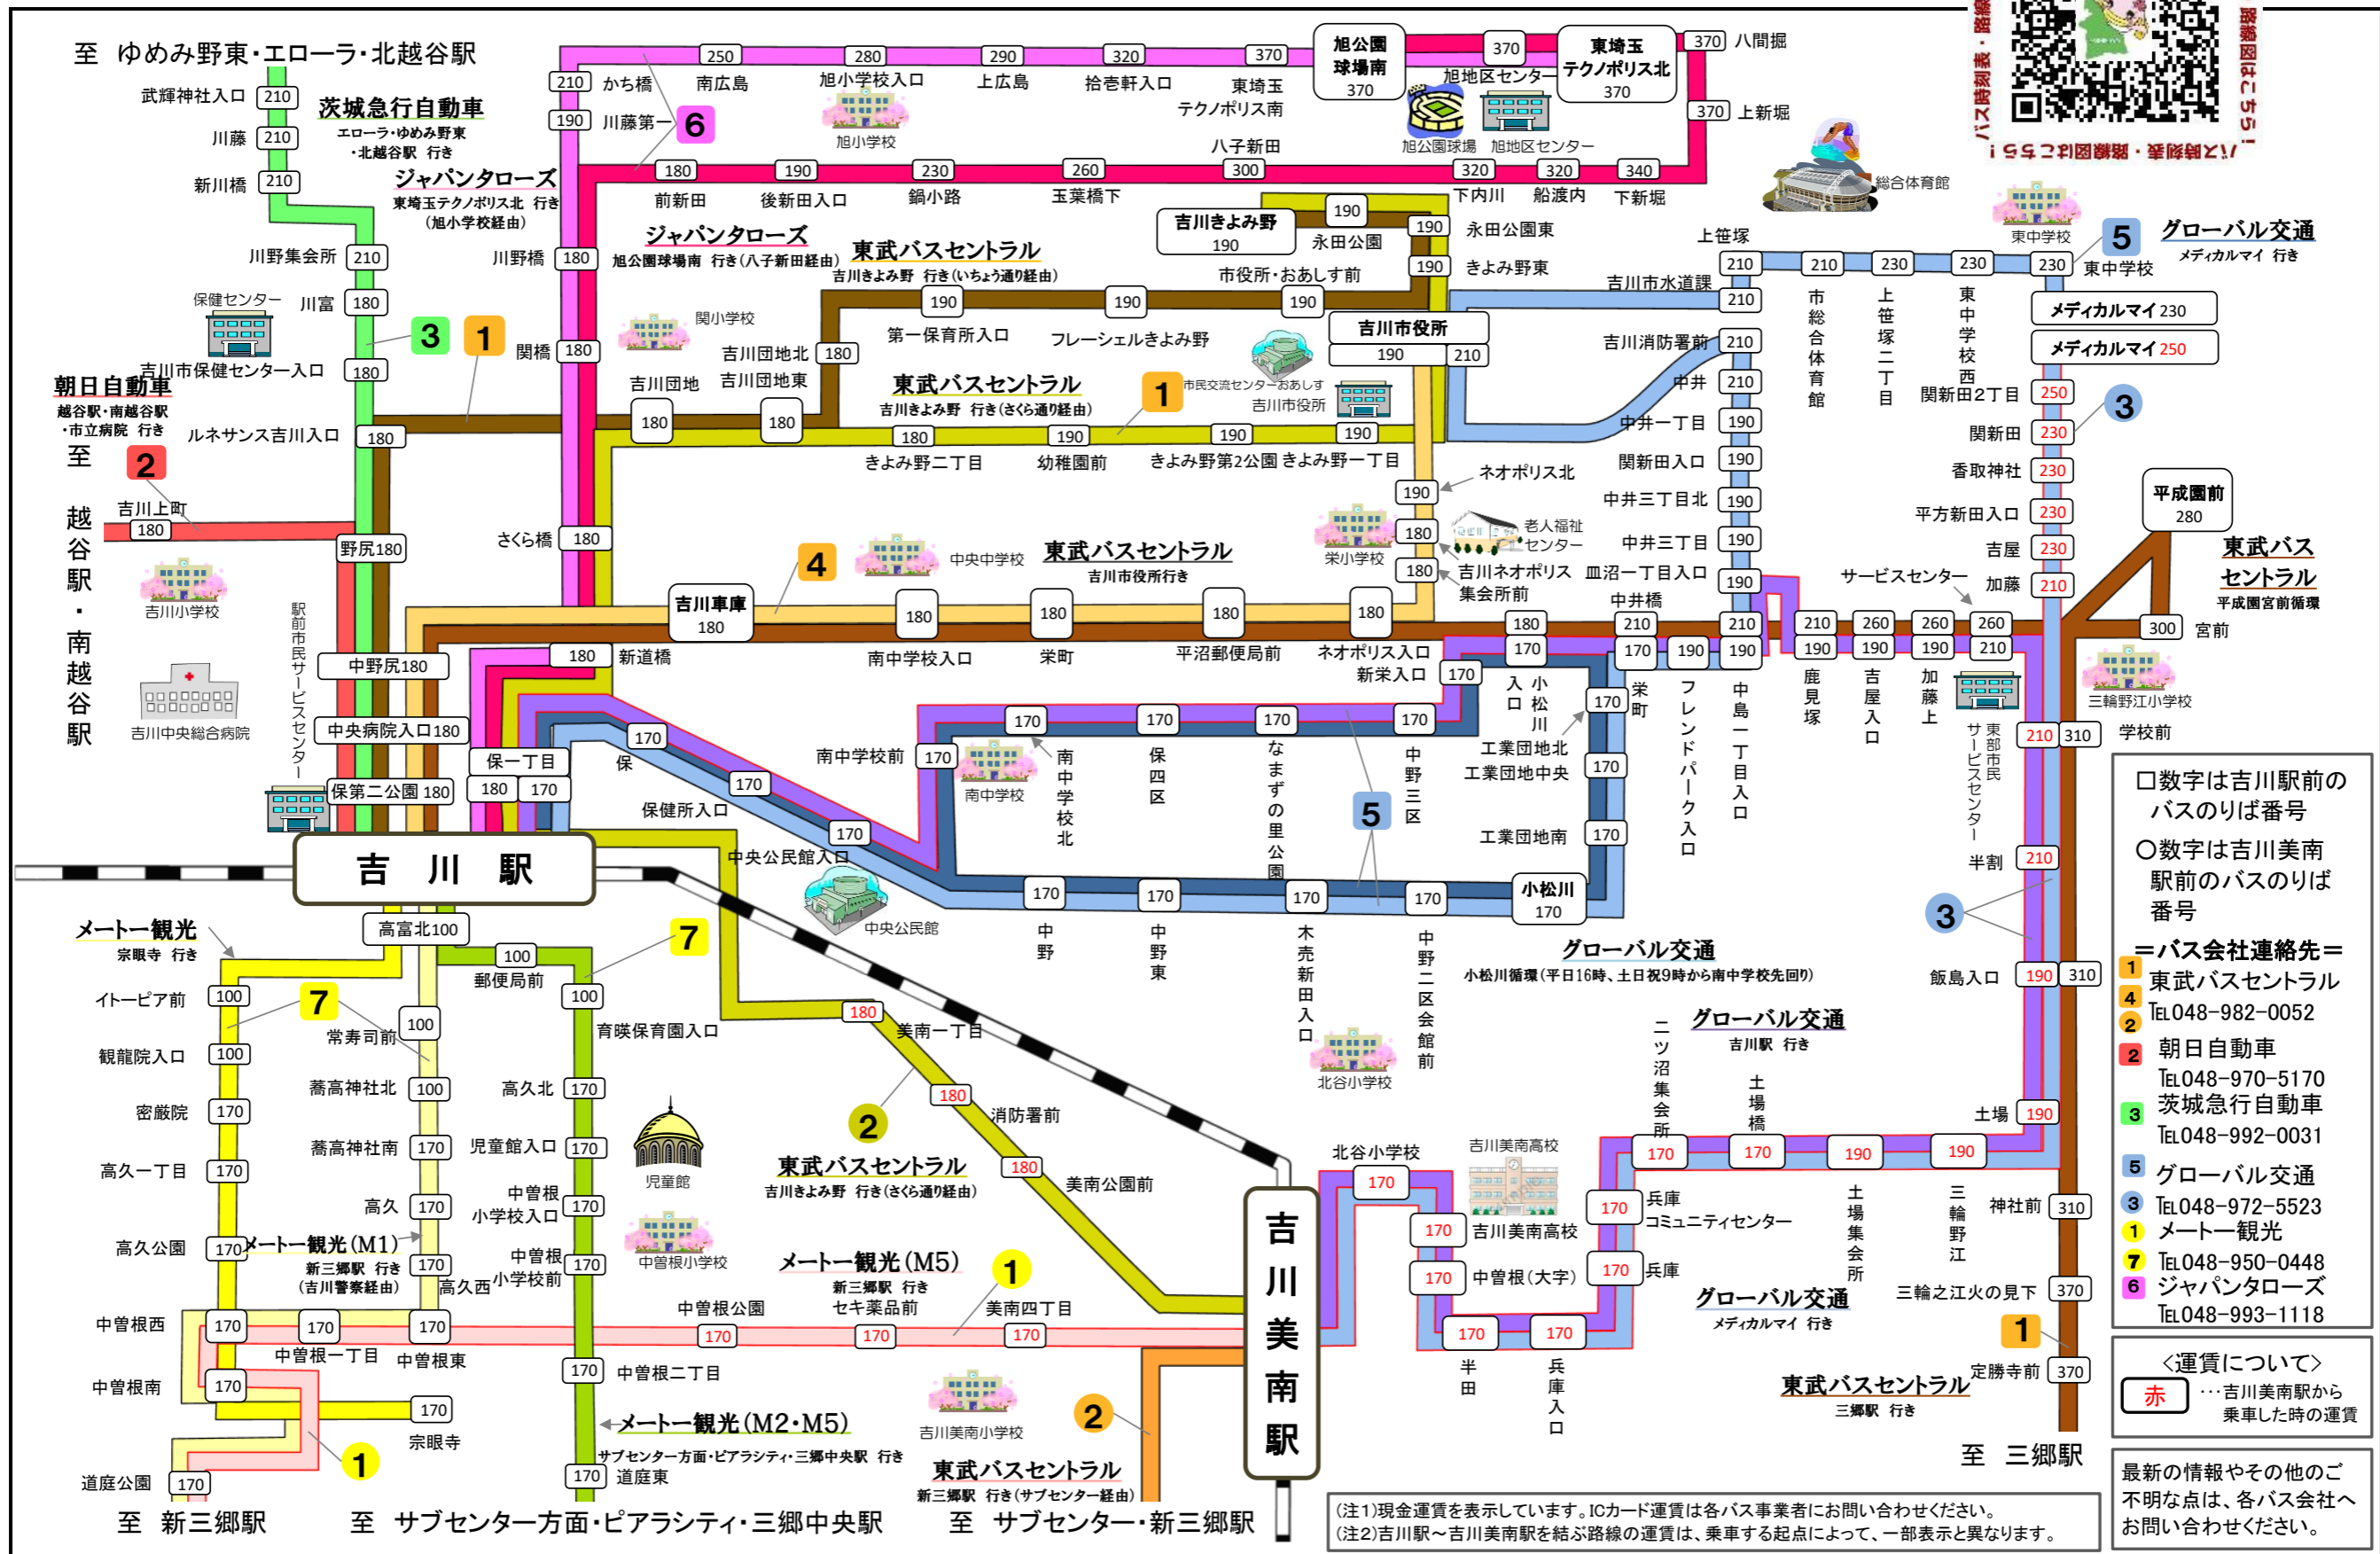 至 ゆめみ野東・エローラ・北越谷駅
武輝神社入口 210
川藤 210
新川橋 210
茨城急行自動車
エローラ・ゆめみ野東
・北越谷駅 行き
ジャパンタローズ
東埼玉テクノポリス北 行き
(旭小学校経由)
川野集会所 210
保健センター
川富 180
3
1
吉川市保健センター入口 180
朝日自動車
越谷駅・南越谷駅
・市立病院 行き
ルネサンス吉川入口 180
至 越谷駅・南越谷駅
2
吉川上町
180
野尻180
吉川小学校
駅前市民サービスセンター
中野尻180
吉川中央総合病院
中央病院入口180
保第二公園 180
210 かち橋
190 川藤第一
6
250 南広島
280 旭小学校入口
旭小学校
290 上広島
320 拾壱軒入口
370 東埼玉
テクノポリス南
旭公園
球場南
370
370
旭地区センター
東埼玉
テクノポリス北
370
370 八間堀
370 上新堀
旭公園球場
旭地区センター
180 前新田
190 後新田入口
230 鍋小路
260 玉葉橋下
八子新田
300
320 下内川
320 船渡内
340 下新堀
バス時刻表・路線図はこちら!
総合体育館
東中学校
5
グローバル交通
メディカルマイ 行き
川野橋 180
ジャパンタローズ
旭公園球場南 行き(八子新田経由)
東武バスセントラル
吉川きよみ野 行き(いちょう通り経由)
吉川きよみ野
190
190
永田公園
190 永田公園東
190 きよみ野東
市役所・おあしす前
190
190
第一保育所入口
190
フレーシェルきよみ野
関小学校
関橋 180
吉川団地北 180
吉川団地東
180
吉川団地
180
東武バスセントラル
吉川きよみ野 行き(さくら通り経由)
1
市民交流センターおあしす
吉川市役所
吉川市役所
190 210
180
きよみ野二丁目
190
幼稚園前
190
きよみ野第2公園
190
きよみ野一丁目
上笹塚
210
吉川市水道課
210
210 市総合体育館
230 上笹塚二丁目
230 東中学校西
230 東中学校
メディカルマイ 230
メディカルマイ 250
吉川消防署前 210
中井 210
中井一丁目 190
関新田入口 190
中井三丁目北 190
中井三丁目 190
皿沼一丁目入口 190
関新田2丁目 250
関新田 230
3
香取神社 230
平方新田入口 230
吉屋 230
加藤 210
サービスセンター
平成園前
280
東武バス
セントラル
平成園宮前循環
300 宮前
三輪野江小学校
さくら橋 180
4
中央中学校
東武バスセントラル
吉川市役所行き
190 ネオポリス北
栄小学校
180
老人福祉
センター
180 吉川ネオポリス
集会所前
吉川車庫
180
180 新道橋
180 南中学校入口
180 栄町
180 平沼郵便局前
180 ネオポリス入口
新栄入口 170
180
170
小松川入口
中井橋
210
170
栄町
190 フレンドパーク入口
210
190
中島一丁目入口
210
190
鹿見塚
260
190
吉屋入口
260
190
加藤上
260
210
東部市民
サービスセンター
210 310 学校前
保一丁目
180 170
170 保
170 保健所入口
170 中央公民館入口
中央公民館
南中学校前 170
南中学校
170 南中学校北
170 保四区
170 なまずの里公園
170 中野三区
5
170 工業団地北
170 工業団地中央
170 工業団地南
170 中野
170 中野東
170 木売新田入口
170 中野二区会館前
小松川
170
グローバル交通
小松川循環(平日16時、土日祝9時から南中学校先回り)
半割 210
3
飯島入口 190 310
土場 190
吉川駅
高富北100
メートー観光
宗眼寺 行き
100 郵便局前
7
イトーピア前 100
7
観龍院入口 100
密厳院 170
高久一丁目 170
高久公園 170
中曽根西 170
中曽根南 170
170 宗眼寺
道庭公園 170
至 新三郷駅
常寿司前 100
蕎高神社北 100
蕎高神社南 170
高久 170
170 高久西
メートー観光(M1)
新三郷駅 行き
(吉川警察経由)
170 中曽根一丁目
170 中曽根東
100 育暎保育園入口
高久北 170
児童館入口 170
児童館
中曽根
小学校入口 170
中曽根小学校
中曽根
小学校前 170
170 中曽根二丁目
メートー観光(M2・M5)
サブセンター方面・ピアラシティ・三郷中央駅 行き
170 道庭東
1
至 サブセンター方面・ピアラシティ・三郷中央駅
180 美南一丁目
180 消防署前
180 美南公園前
2
東武バスセントラル
吉川きよみ野 行き(さくら通り経由)
メートー観光(M5)
新三郷駅 行き
1
中曽根公園
170
セキ薬品前
170
美南四丁目
170
吉川美南小学校
2
東武バスセントラル
新三郷駅 行き(サブセンター経由)
至 サブセンター・新三郷駅
吉川美南駅
北谷小学校
北谷小学校
170
吉川美南高校
170 吉川美南高校
170 中曽根(大字)
170 半田
170 兵庫入口
170 兵庫
170 兵庫
コミュニティセンター
二ツ沼集会所
170
土場橋
170
190 土場集会所
190 三輪野江
グローバル交通
吉川駅 行き
グローバル交通
メディカルマイ 行き
神社前 310
三輪之江火の見下 370
1
定勝寺前 370
東武バスセントラル
三郷駅 行き
至 三郷駅
□数字は吉川駅前の
バスのりば番号
○数字は吉川美南
駅前のバスのりば
番号
=バス会社連絡先=
1 4 2 東武バスセントラル
℡048-982-0052
2 朝日自動車
℡048-970-5170
3 茨城急行自動車
℡048-992-0031
5 3 グローバル交通
℡048-972-5523
1 7 メートー観光
℡048-950-0448
6 ジャパンタローズ
℡048-993-1118
<運賃について>
赤 …吉川美南駅から
乗車した時の運賃
最新の情報やその他のご
不明な点は、各バス会社へ
お問い合わせください。
(注1)現金運賃を表示しています。ICカード運賃は各バス事業者にお問い合わせください。
(注2)吉川駅～吉川美南駅を結ぶ路線の運賃は、乗車する起点によって、一部表示と異なります。